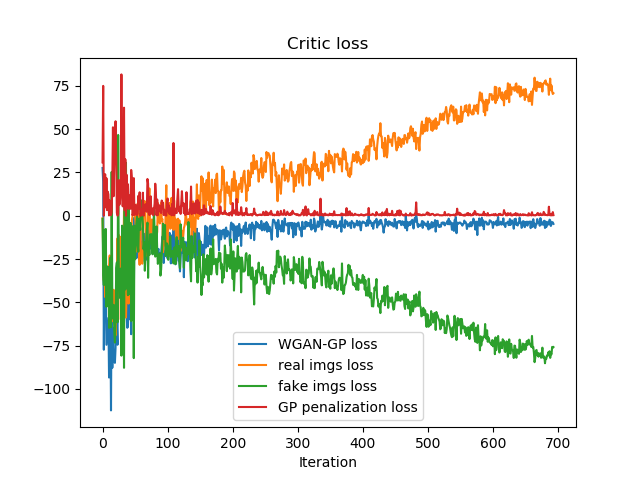 Critic loss
75
50
25
0
−25
−50
−75
−100
WGAN-GP loss
real imgs loss
fake imgs loss
GP penalization loss
0 100 200 300 400 500 600 700
Iteration